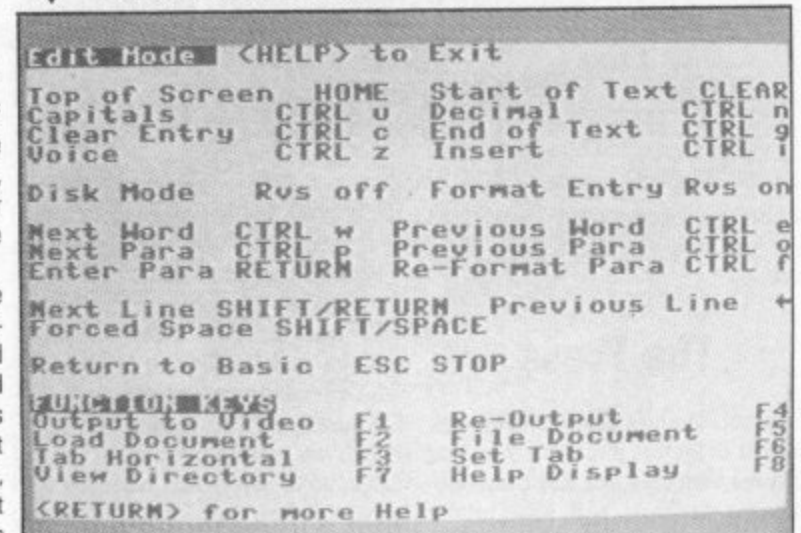 Edit Mode <HELP> to Exit
Top of Screen HOME Start of Text CLEAR
Capitals CTRL u Decimal CTRL n
Clear Entry CTRL c End of Text CTRL g
Voice CTRL z Insert CTRL i
Disk Mode Rvs off Format Entry Rvs on
Next Word CTRL w Previous Word CTRL e
Next Para CTRL p Previous Para CTRL o
Enter Para RETURN Re-Format Para CTRL f
Next Line SHIFT/RETURN Previous Line ←
Forced Space SHIFT/SPACE
Return to Basic ESC STOP
FUNCTION KEYS
Output to Video F1 Re-Output F4
Load Document F2 File Document F5
Tab Horizontal F3 Set Tab F6
View Directory F7 Help Display F8
<RETURN> for more Help